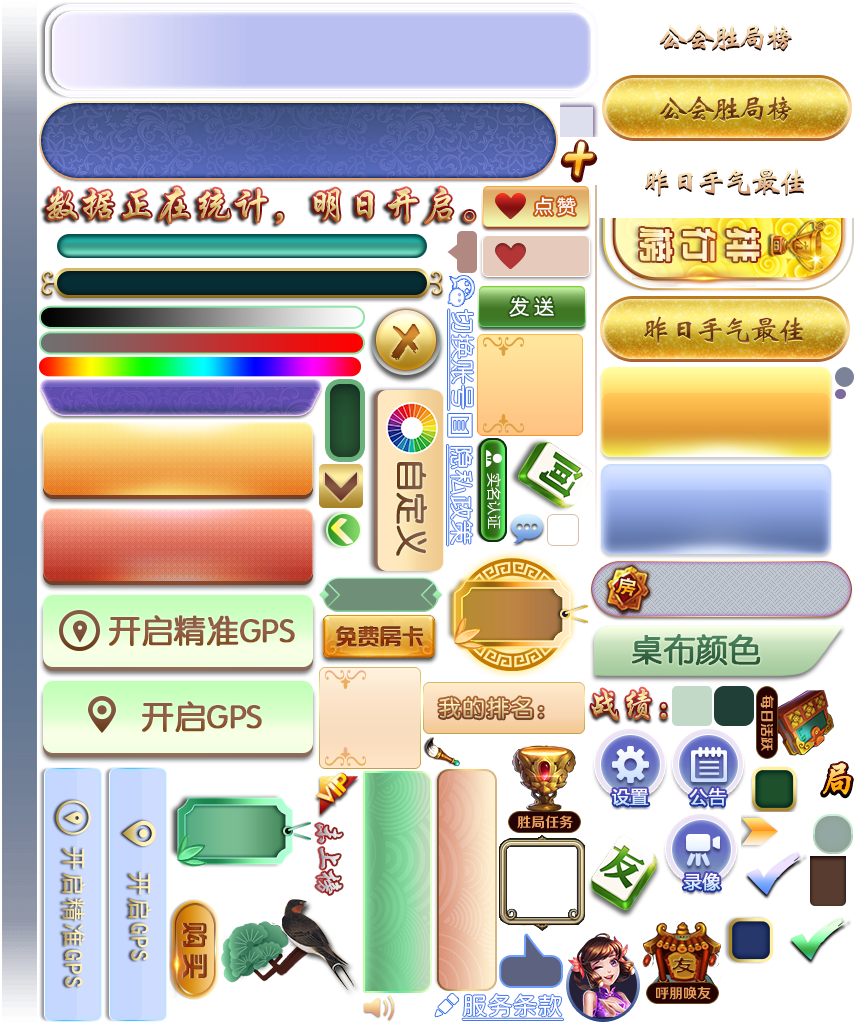 公会胜局榜
公会胜局榜
昨日手气最佳
数据正在统计，明日开启。
点赞
排行榜
发送
切换账号
昨日手气最佳
自定义
隐私政策
实名认证
间
房
开启精准GPS
免费房卡
桌布颜色
开启GPS
我的排名：
战绩：
每日活跃
设置
公告
局
VIP
胜局任务
未上榜
开启精准GPS
开启GPS
友
录像
购买
友
呼朋唤友
服务条款